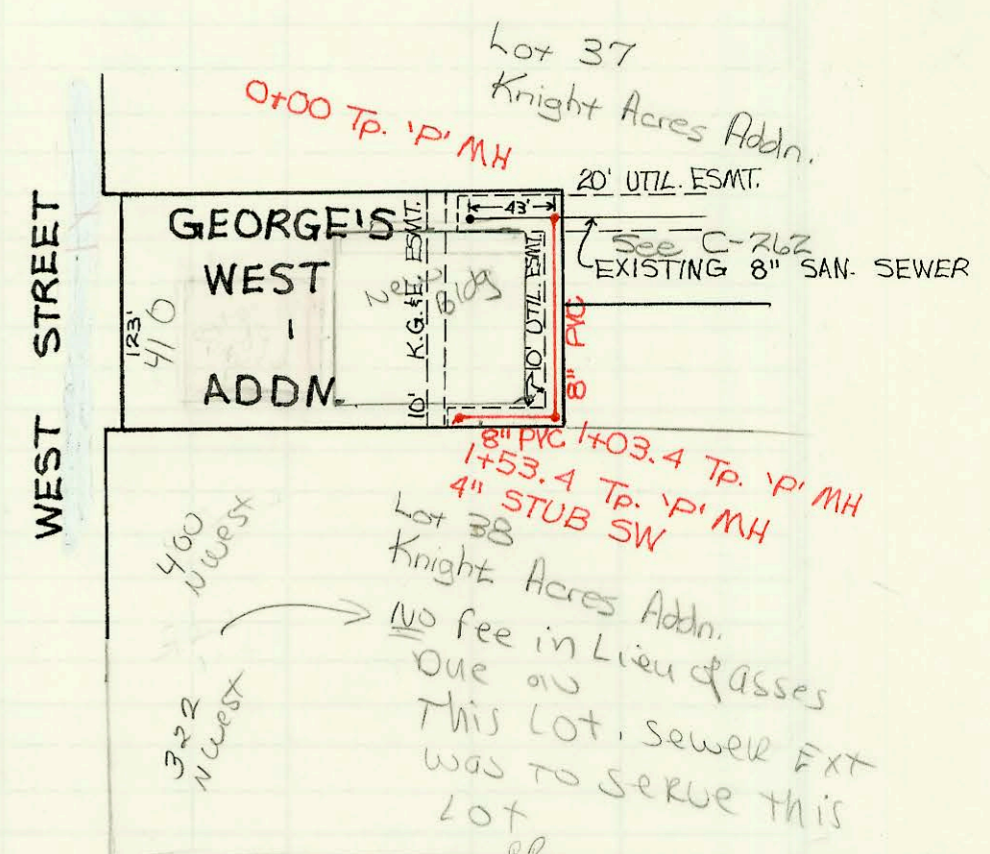 Lot 37
Knight Acres Addn.
0+00 Tp. 'P' MH
20' UTIL. ESMT.
43'
See C-262
EXISTING 8" SAN. SEWER
GEORGE'S
WEST
-
ADDN.
New Bldg
10' K.G.&E. ESMT.
10' UTIL. ESMT.
8" PVC
123'
410
WEST STREET
8" PVC 1+03.4 Tp. 'P' MH
1+53.4 Tp. 'P' MH
4" STUB SW
Lot 38
Knight Acres Addn.
400
N West
322
N West
NO fee in Lieu of asses
Due on
This Lot. Sewer Ext
was To Serve this
Lot